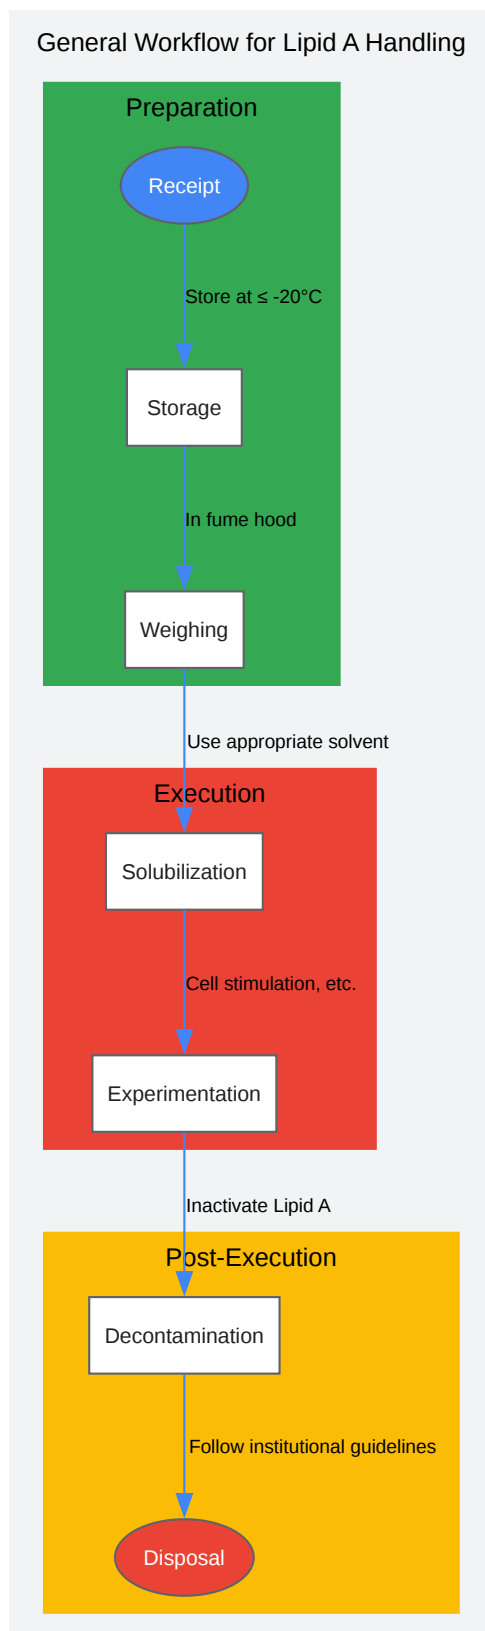 General Workflow for Lipid A Handling
Preparation
Receipt
Store at ≤ -20°C
Storage
In fume hood
Weighing
Use appropriate solvent
Execution
Solubilization
Cell stimulation, etc.
Experimentation
Inactivate Lipid A
Post-Execution
Decontamination
Follow institutional guidelines
Disposal